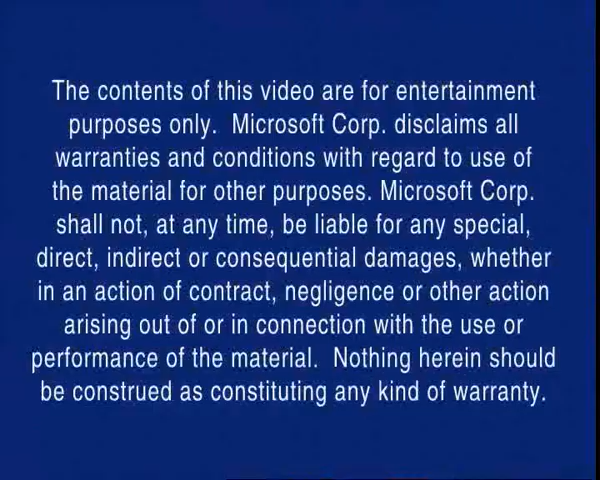 The contents of this video are for entertainment
purposes only.  Microsoft Corp. disclaims all
warranties and conditions with regard to use of
the material for other purposes. Microsoft Corp.
shall not, at any time, be liable for any special,
direct, indirect or consequential damages, whether
in an action of contract, negligence or other action
arising out of or in connection with the use or
performance of the material.  Nothing herein should
be construed as constituting any kind of warranty.